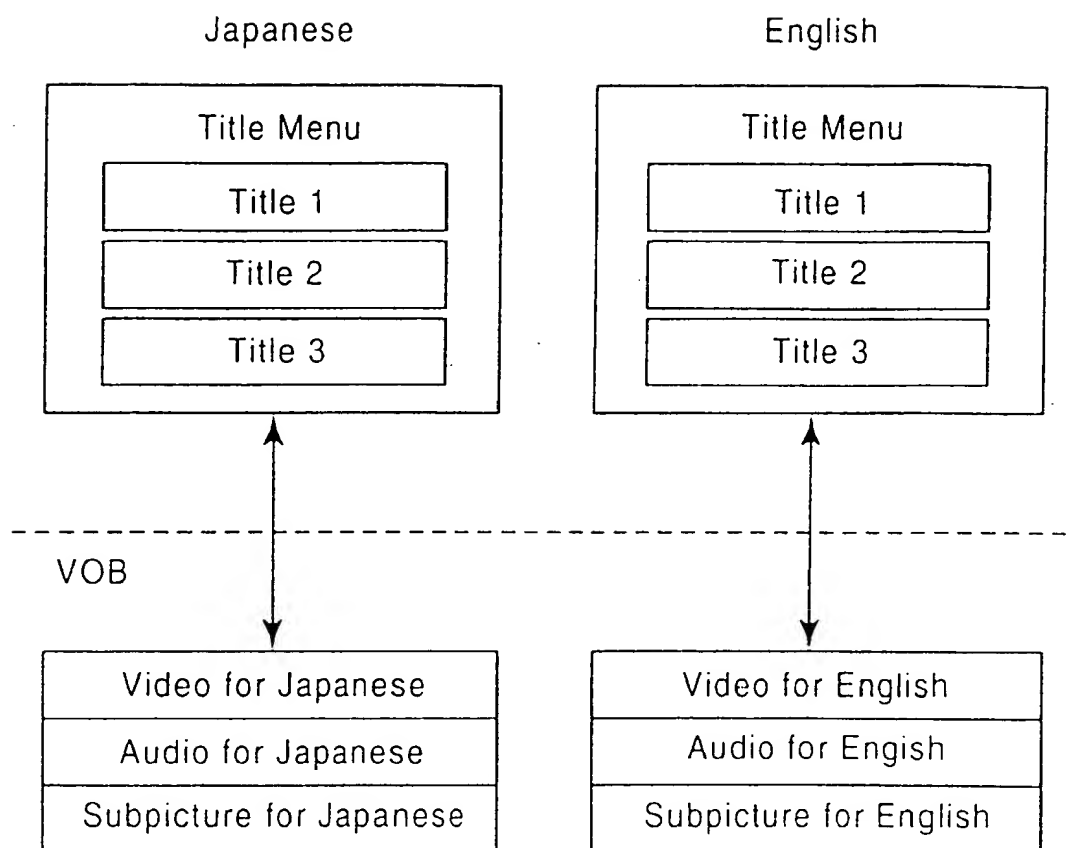 Japanese
English
Title Menu
Title 1
Title 2
Title 3
Title Menu
Title 1
Title 2
Title 3
VOB
Video for Japanese
Audio for Japanese
Subpicture for Japanese
Video for English
Audio for Engish
Subpicture for English